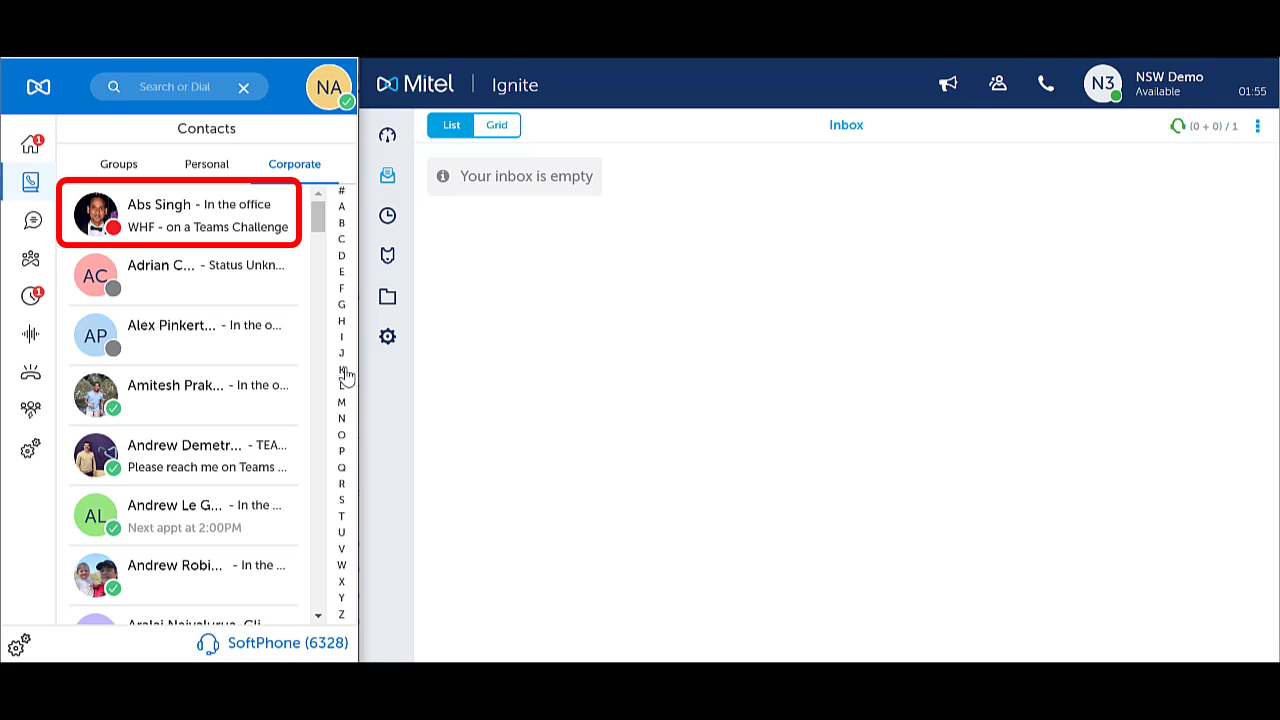 Search or Dial
NA
Contacts
Groups Personal Corporate
1
1
Abs Singh - In the office
WHF - on a Teams Challenge
AC
Adrian C... - Status Unkn...
AP
Alex Pinkert... - In the o...
Amitesh Prak... - In the o...
Andrew Demetr... - TEA...
Please reach me on Teams ...
AL
Andrew Le G... - In the ...
Next appt at 2:00PM
Andrew Robi... - In the ...
#
A
B
C
D
E
F
G
H
I
J
K
L
M
N
O
P
Q
R
S
T
U
V
W
X
Y
Z
SoftPhone (6328)
Mitel | Ignite
N3
NSW Demo
Available
01:55
List Grid
Inbox
(0 + 0) / 1
Your inbox is empty